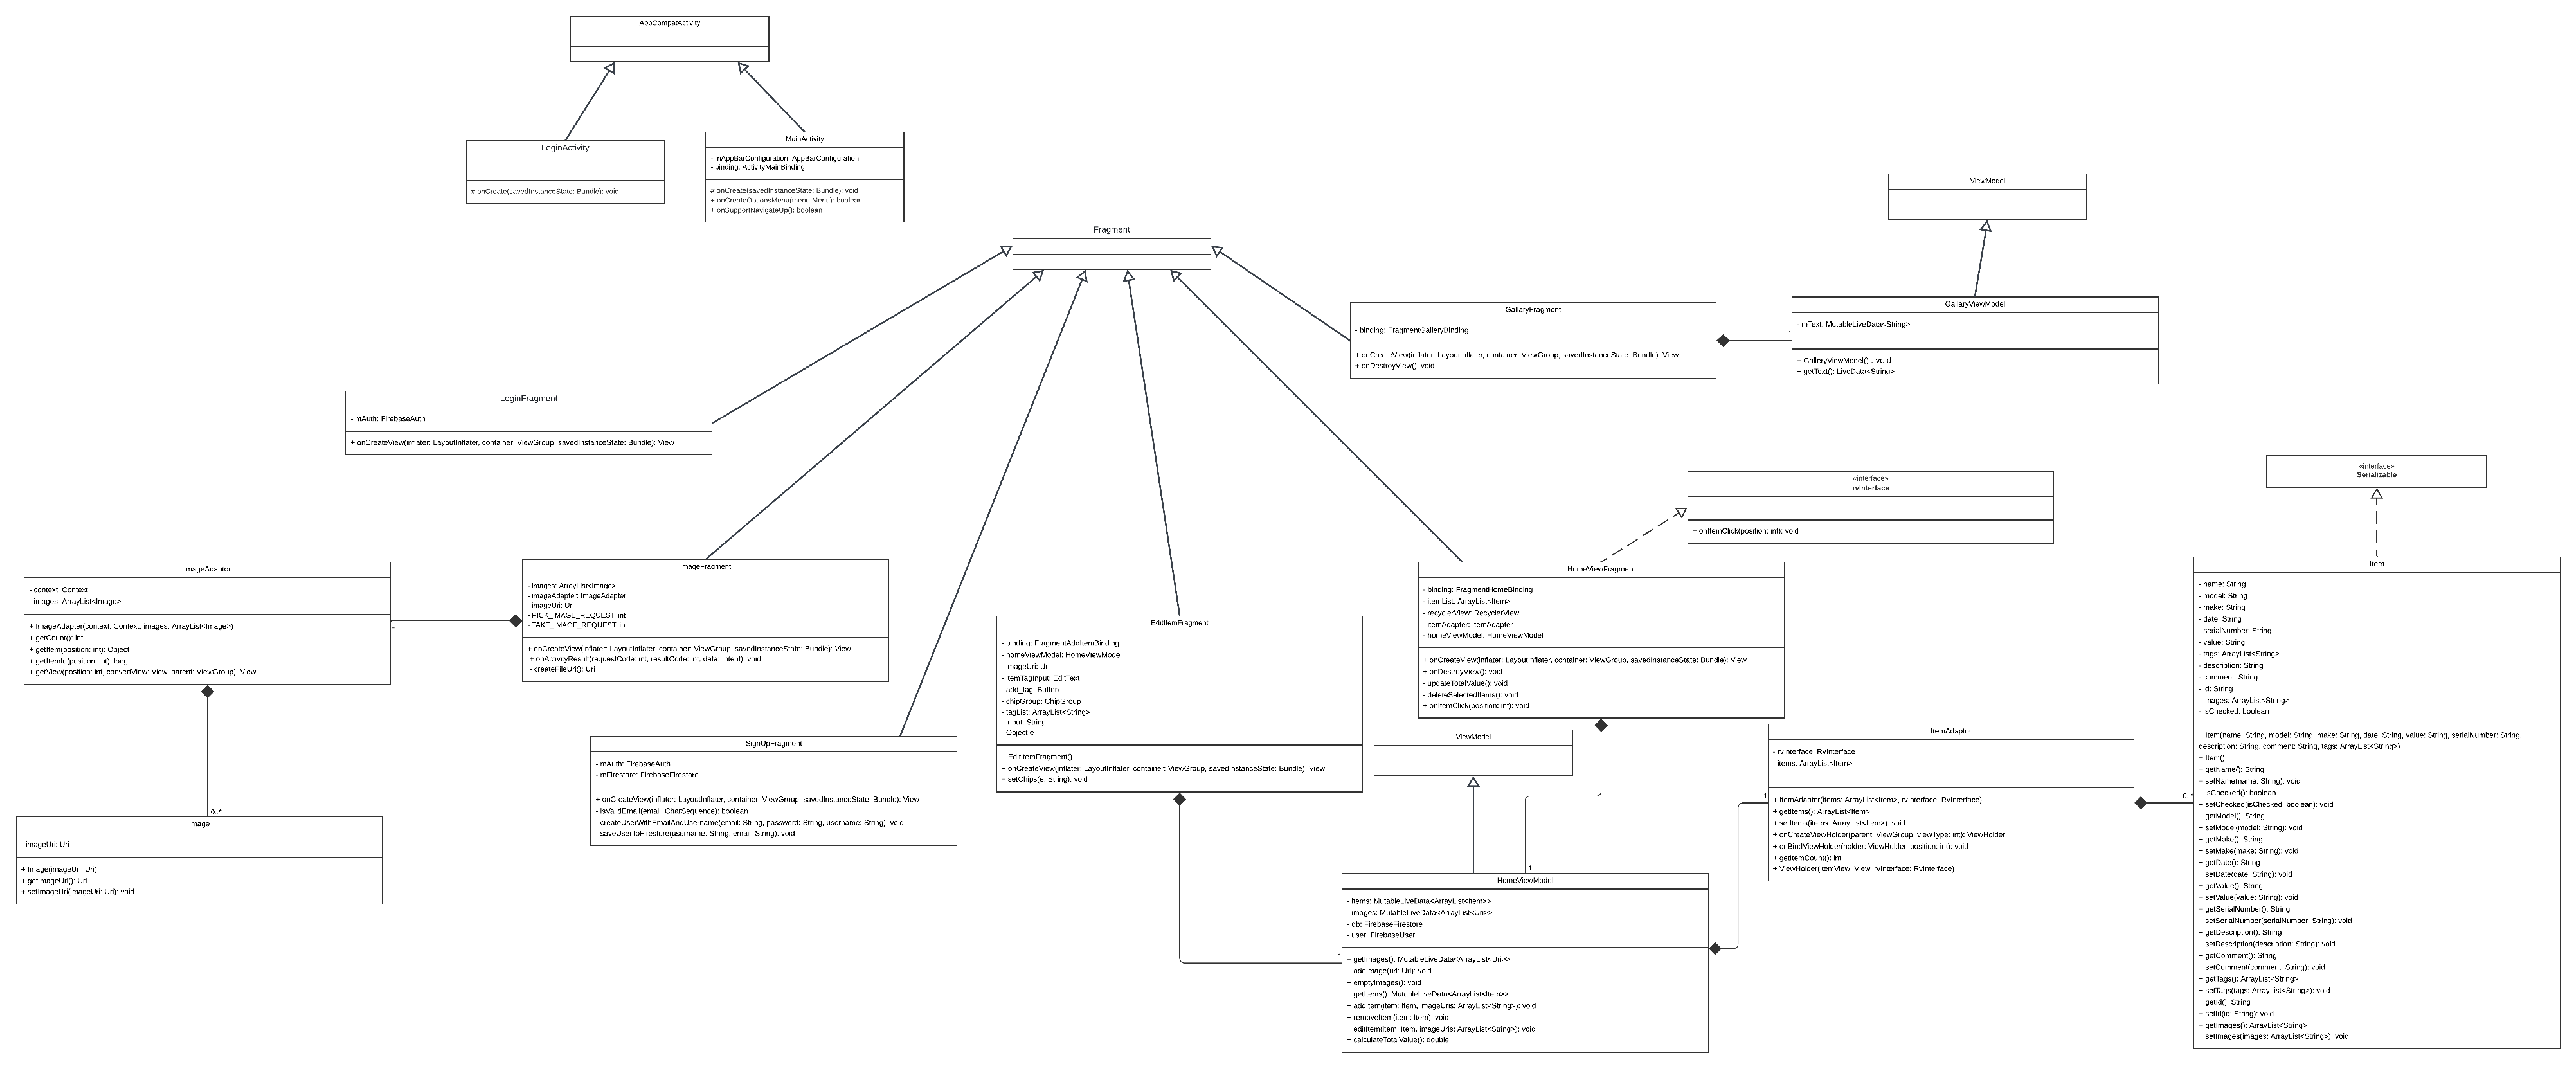 AppCompatActivity
LoginActivity
# onCreate(savedInstanceState: Bundle): void
MainActivity
- mAppBarConfiguration: AppBarConfiguration
- binding: ActivityMainBinding
# onCreate(savedInstanceState: Bundle): void
+ onCreateOptionsMenu(menu Menu): boolean
+ onSupportNavigateUp(): boolean
ViewModel
Fragment
GallaryFragment
- binding: FragmentGalleryBinding
+ onCreateView(inflater: LayoutInflater, container: ViewGroup, savedInstanceState: Bundle): View
+ onDestroyView(): void
1
GallaryViewModel
- mText: MutableLiveData<String>
+ GalleryViewModel() : void
+ getText(): LiveData<String>
LoginFragment
- mAuth: FirebaseAuth
+ onCreateView(inflater: LayoutInflater, container: ViewGroup, savedInstanceState: Bundle): View
«interface»
rvInterface
+ onItemClick(position: int): void
«interface»
Serializable
ImageAdaptor
- context: Context
- images: ArrayList<Image>
+ ImageAdapter(context: Context, images: ArrayList<Image>)
+ getCount(): int
+ getItem(position: int): Object
+ getItemId(position: int): long
+ getView(position: int, convertView: View, parent: ViewGroup): View
1
ImageFragment
- images: ArrayList<Image>
- imageAdapter: ImageAdapter
- imageUri: Uri
- PICK_IMAGE_REQUEST: int
- TAKE_IMAGE_REQUEST: int
+ onCreateView(inflater: LayoutInflater, container: ViewGroup, savedInstanceState: Bundle): View
+ onActivityResult(requestCode: int, resultCode: int, data: Intent): void
- createFileUri(): Uri
HomeViewFragment
- binding: FragmentHomeBinding
- itemList: ArrayList<Item>
- recyclerView: RecyclerView
- itemAdapter: ItemAdapter
- homeViewModel: HomeViewModel
+ onCreateView(inflater: LayoutInflater, container: ViewGroup, savedInstanceState: Bundle): View
+ onDestroyView(): void
- updateTotalValue(): void
- deleteSelectedItems(): void
+ onItemClick(position: int): void
Item
- name: String
- model: String
- make: String
- date: String
- serialNumber: String
- value: String
- tags: ArrayList<String>
- description: String
- comment: String
- id: String
- images: ArrayList<String>
- isChecked: boolean
+ Item(name: String, model: String, make: String, date: String, value: String, serialNumber: String,
description: String, comment: String, tags: ArrayList<String>)
+ Item()
+ getName(): String
+ setName(name: String): void
+ isChecked(): boolean
+ setChecked(isChecked: boolean): void
+ getModel(): String
+ setModel(model: String): void
+ getMake(): String
+ setMake(make: String): void
+ getDate(): String
+ setDate(date: String): void
+ getValue(): String
+ setValue(value: String): void
+ getSerialNumber(): String
+ setSerialNumber(serialNumber: String): void
+ getDescription(): String
+ setDescription(description: String): void
+ getComment(): String
+ setComment(comment: String): void
+ getTags(): ArrayList<String>
+ setTags(tags: ArrayList<String>): void
+ getId(): String
+ setId(id: String): void
+ getImages(): ArrayList<String>
+ setImages(images: ArrayList<String>): void
EditItemFragment
- binding: FragmentAddItemBinding
- homeViewModel: HomeViewModel
- imageUri: Uri
- itemTagInput: EditText
- add_tag: Button
- chipGroup: ChipGroup
- tagList: ArrayList<String>
- input: String
- Object e
+ EditItemFragment()
+ onCreateView(inflater: LayoutInflater, container: ViewGroup, savedInstanceState: Bundle): View
+ setChips(e: String): void
ViewModel
ItemAdaptor
- rvInterface: RvInterface
- items: ArrayList<Item>
+ ItemAdapter(items: ArrayList<Item>, rvInterface: RvInterface)
+ getItems(): ArrayList<Item>
+ setItems(items: ArrayList<Item>): void
+ onCreateViewHolder(parent: ViewGroup, viewType: int): ViewHolder
+ onBindViewHolder(holder: ViewHolder, position: int): void
+ getItemCount(): int
+ ViewHolder(itemView: View, rvInterface: RvInterface)
1
0..*
SignUpFragment
- mAuth: FirebaseAuth
- mFirestore: FirebaseFirestore
+ onCreateView(inflater: LayoutInflater, container: ViewGroup, savedInstanceState: Bundle): View
- isValidEmail(email: CharSequence): boolean
- createUserWithEmailAndUsername(email: String, password: String, username: String): void
- saveUserToFirestore(username: String, email: String): void
0..*
Image
- imageUri: Uri
+ Image(imageUri: Uri)
+ getImageUri(): Uri
+ setImageUri(imageUri: Uri): void
1
1
HomeViewModel
- items: MutableLiveData<ArrayList<Item>>
- images: MutableLiveData<ArrayList<Uri>>
- db: FirebaseFirestore
- user: FirebaseUser
+ getImages(): MutableLiveData<ArrayList<Uri>>
+ addImage(uri: Uri): void
+ emptyImages(): void
+ getItems(): MutableLiveData<ArrayList<Item>>
+ addItem(item: Item, imageUris: ArrayList<String>): void
+ removeItem(item: Item): void
+ editItem(item: Item, imageUris: ArrayList<String>): void
+ calculateTotalValue(): double